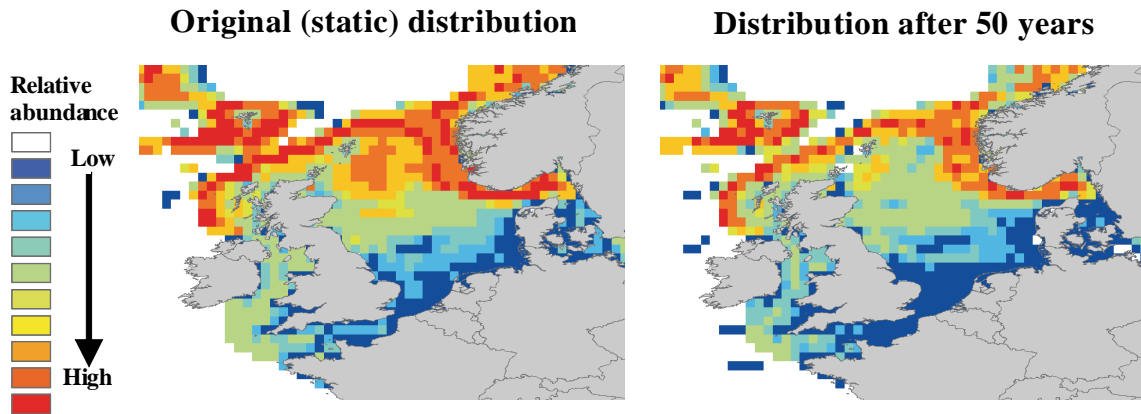 Original (static) distribution
Distribution after 50 years
Relative
abundance
Low
High